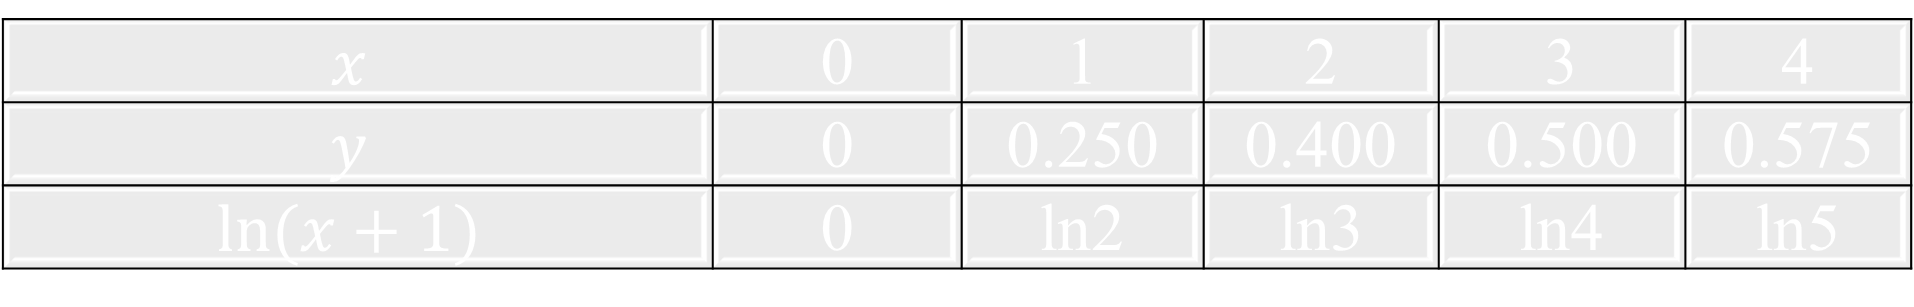 x 0 1 2 3 4
y 0 0.250 0.400 0.500 0.575
ln(x + 1) 0 ln2 ln3 ln4 ln5